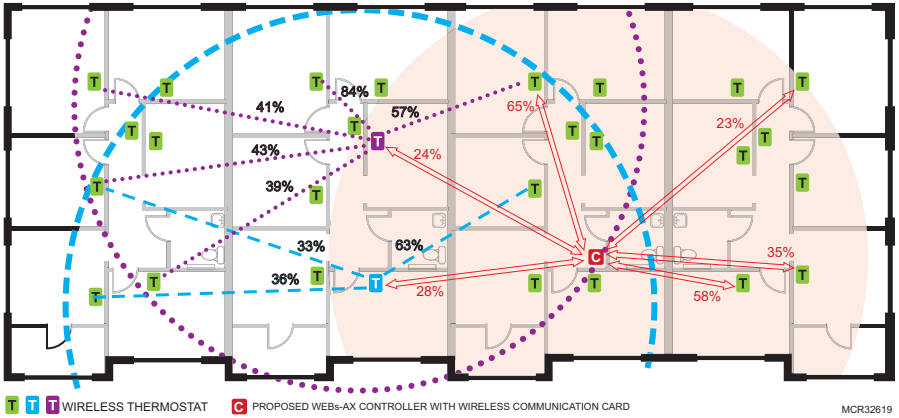 T T T T T T T
84%
65%
41%
57%
23%
T T T T T T
T
T T
43%
24%
T
39%
T
T T
33%
63%
C
35%
T
T T T
36%
T
28%
T T
58%
T
T T T WIRELESS THERMOSTAT C PROPOSED WEBs-AX CONTROLLER WITH WIRELESS COMMUNICATION CARD
MCR32619